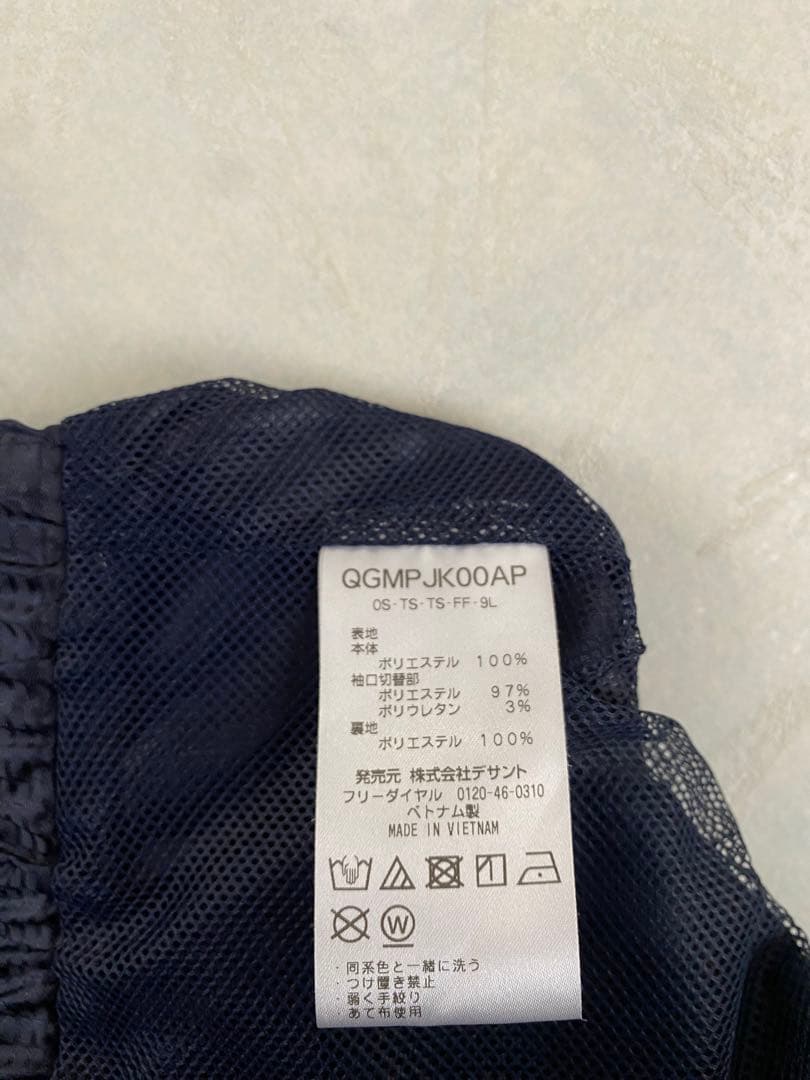 QGMPJK00AP
OS-TS-TS-FF-9L
表地
本体
ポリエステル 100%
袖口切替部
ポリエステル 97%
ポリウレタン 3%
裏地
ポリエステル 100%
発売元 株式会社デサント
フリーダイヤル 0120-46-0310
ベトナム製
MADE IN VIETNAM
W
・同系色と一緒に洗う
・つけ置き禁止
・弱く手絞り
・あて布使用